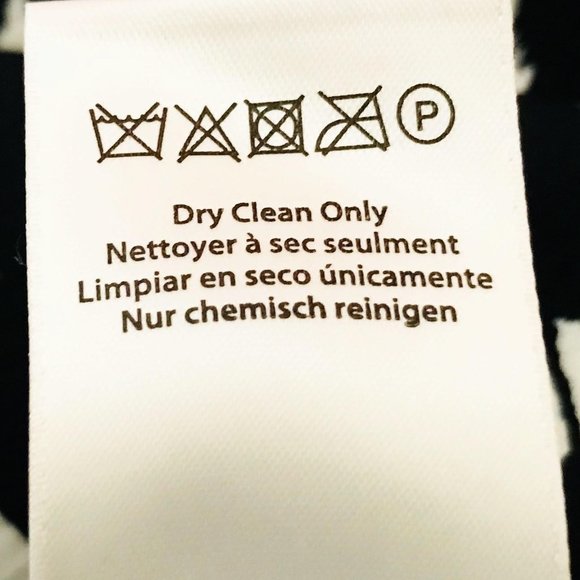 P
Dry Clean Only
Nettoyer à sec seulment
Limpiar en seco únicamente
Nur chemisch reinigen